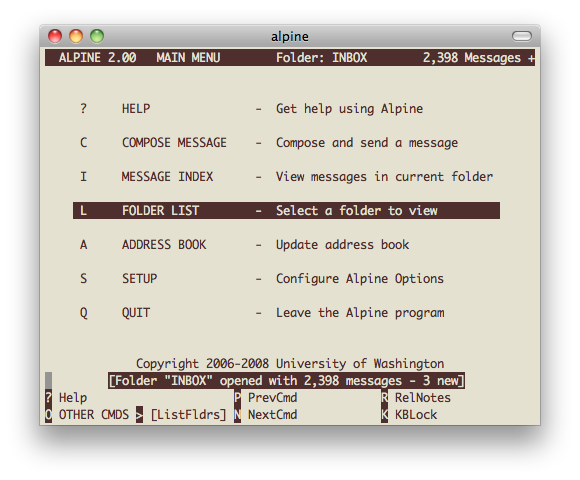 alpine
ALPINE 2.00 MAIN MENU Folder: INBOX 2,398 Messages +
? HELP - Get help using Alpine
C COMPOSE MESSAGE - Compose and send a message
I MESSAGE INDEX - View messages in current folder
L FOLDER LIST - Select a folder to view
A ADDRESS BOOK - Update address book
S SETUP - Configure Alpine Options
Q QUIT - Leave the Alpine program
Copyright 2006-2008 University of Washington
[Folder "INBOX" opened with 2,398 messages - 3 new]
? Help P PrevCmd R RelNotes
O OTHER CMDS > [ListFldrs] N NextCmd K KBLock